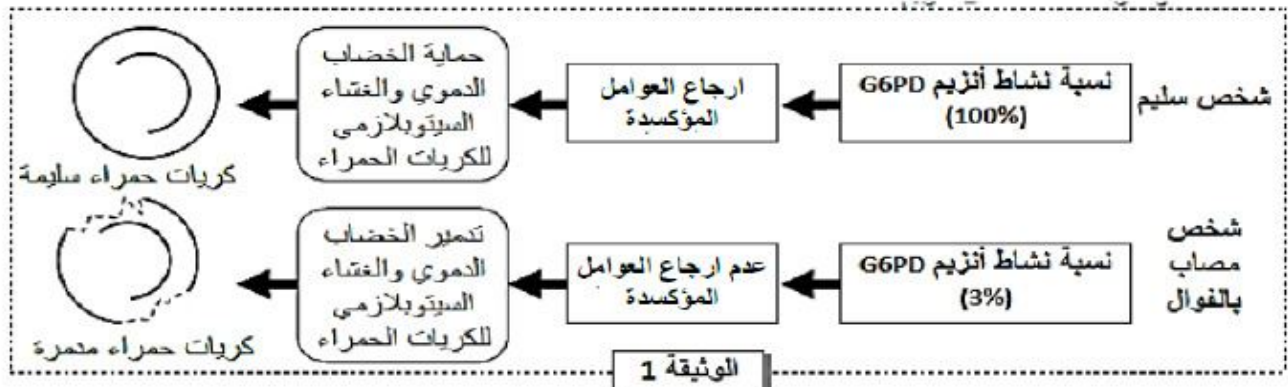 شخص سليم
نسبة نشاط أنزيم G6PD
(100%)
ارجاع العوامل
المؤكسدة
حماية الخضاب
الدموي والغشاء
السيتوبلازمي
للكريات الحمراء
كريات حمراء سليمة
شخص
مصاب
بالفوال
نسبة نشاط أنزيم G6PD
(3%)
عدم ارجاع العوامل
المؤكسدة
تدمير الخضاب
الدموي والغشاء
السيتوبلازمي
للكريات الحمراء
كريات حمراء مدمرة
الوثيقة 1